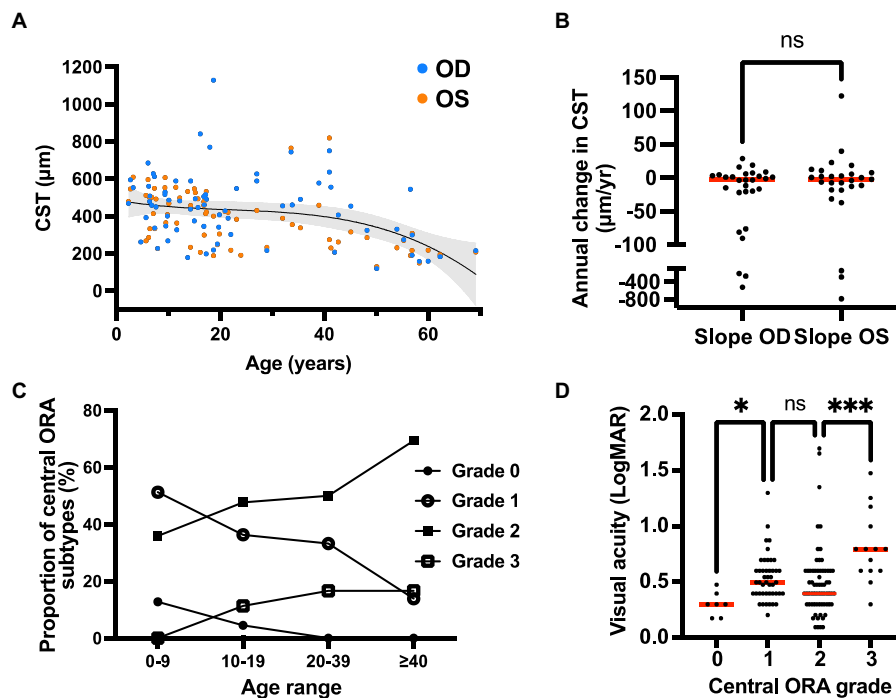 A
OD
OS
CST (µm)
1200
1000
800
600
400
200
0
0
20
40
60
Age (years)
B
ns
Annual change in CST
(µm/yr)
150
100
50
0
-50
-100
-400
-800
Slope OD
Slope OS
C
Proportion of central ORA
subtypes (%)
80
60
40
20
0
Grade 0
Grade 1
Grade 2
Grade 3
0-9
10-19
20-39
≥40
Age range
D
*
ns
***
Visual acuity (LogMAR)
2.0
1.5
1.0
0.5
0.0
0
1
2
3
Central ORA grade